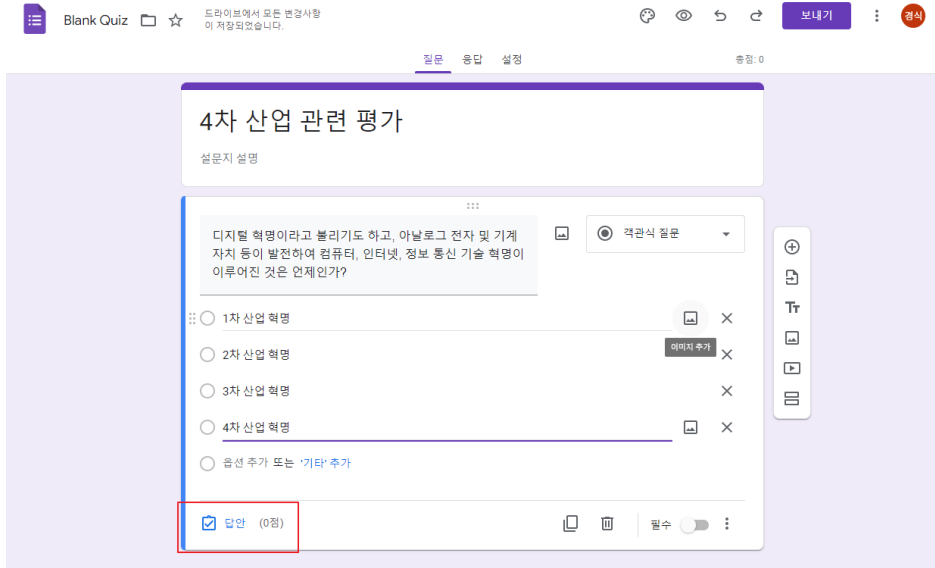 Blank Quiz
드라이브에서 모든 변경사항
이 저장되었습니다.
보내기
경식
질문 응답 설정
총점: 0
4차 산업 관련 평가
설문지 설명
디지털 혁명이라고 불리기도 하고, 아날로그 전자 및 기계
자치 등이 발전하여 컴퓨터, 인터넷, 정보 통신 기술 혁명이
이루어진 것은 언제인가?
객관식 질문
1차 산업 혁명
이미지 추가
2차 산업 혁명
3차 산업 혁명
4차 산업 혁명
옵션 추가 또는 '기타' 추가
답안 (0점)
필수
Tт